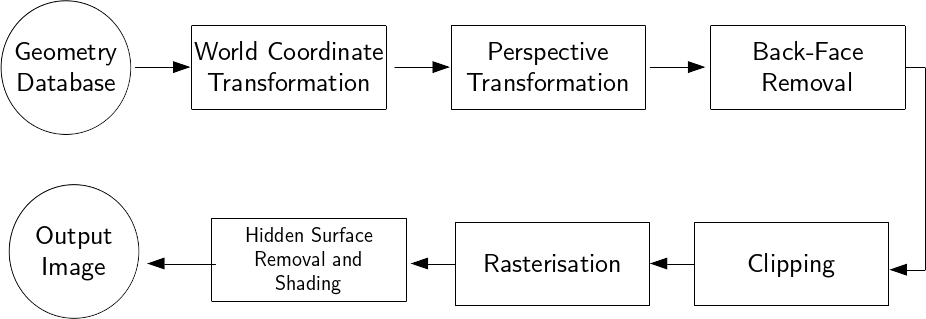 Geometry
Database
World Coordinate
Transformation
Perspective
Transformation
Back-Face
Removal
Clipping
Rasterisation
Hidden Surface
Removal and
Shading
Output
Image